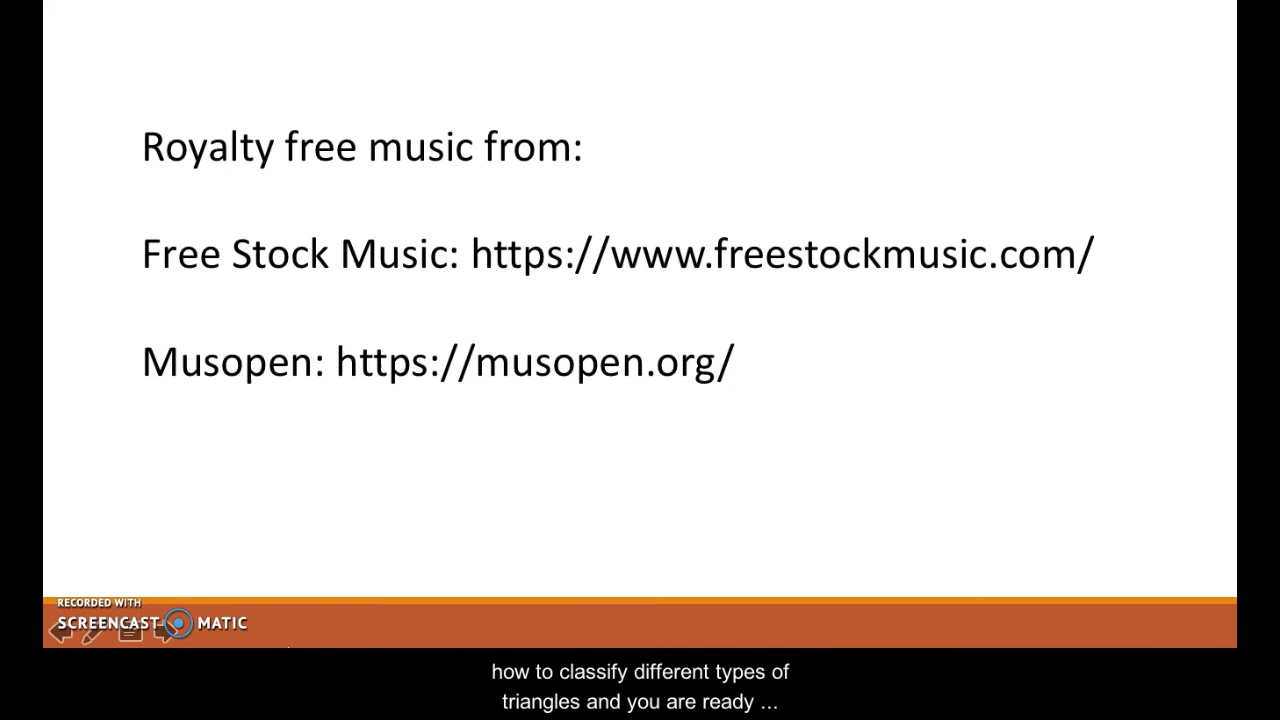 Royalty free music from:
Free Stock Music: https://www.freestockmusic.com/
Musopen: https://musopen.org/
RECORDED WITH
SCREENCAST MATIC
how to classify different types of
triangles and you are ready ...